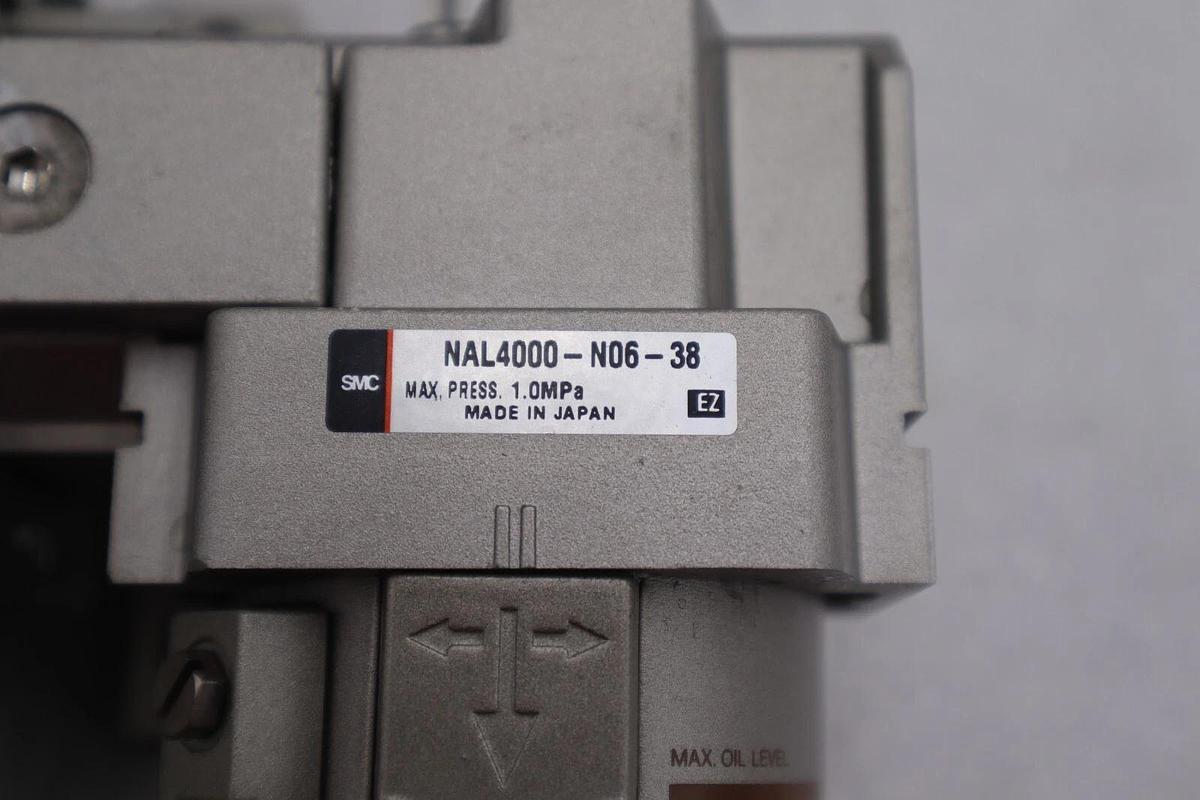 NAL4000-N06-38
SMC
MAX. PRESS. 1.0MPa
MADE IN JAPAN
EZ
MAX. OIL LEVEL